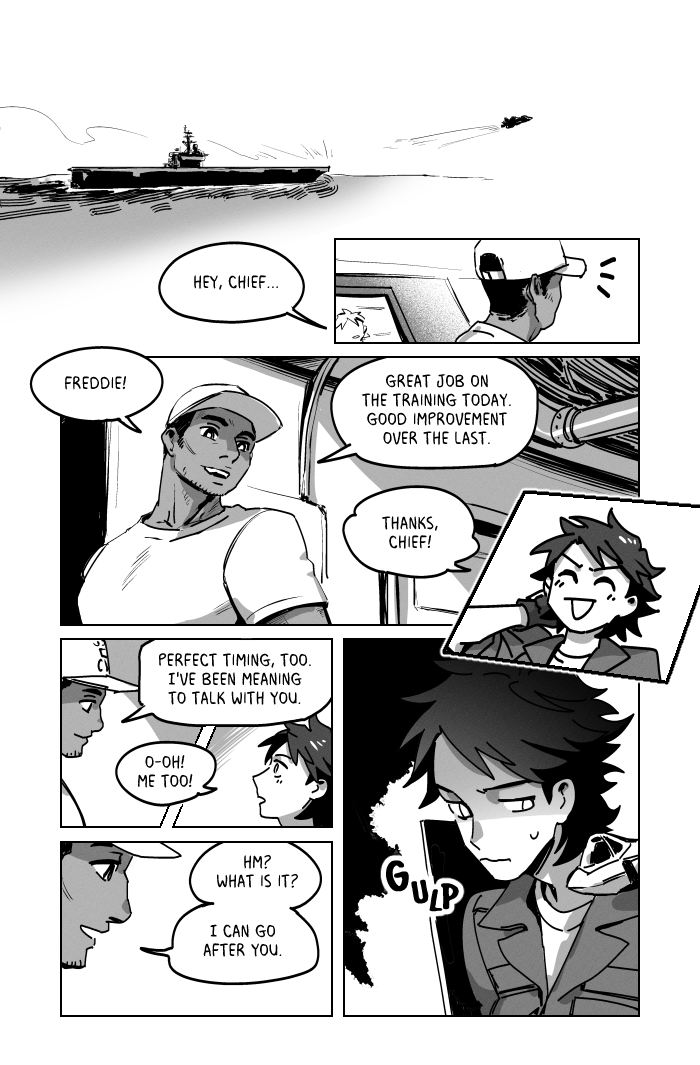 HEY, CHIEF...
FREDDIE!
GREAT JOB ON
THE TRAINING TODAY.
GOOD IMPROVEMENT
OVER THE LAST.
THANKS,
CHIEF!
PERFECT TIMING, TOO.
I'VE BEEN MEANING
TO TALK WITH YOU.
O-OH!
ME TOO!
HM?
WHAT IS IT?
I CAN GO
AFTER YOU.
GULP